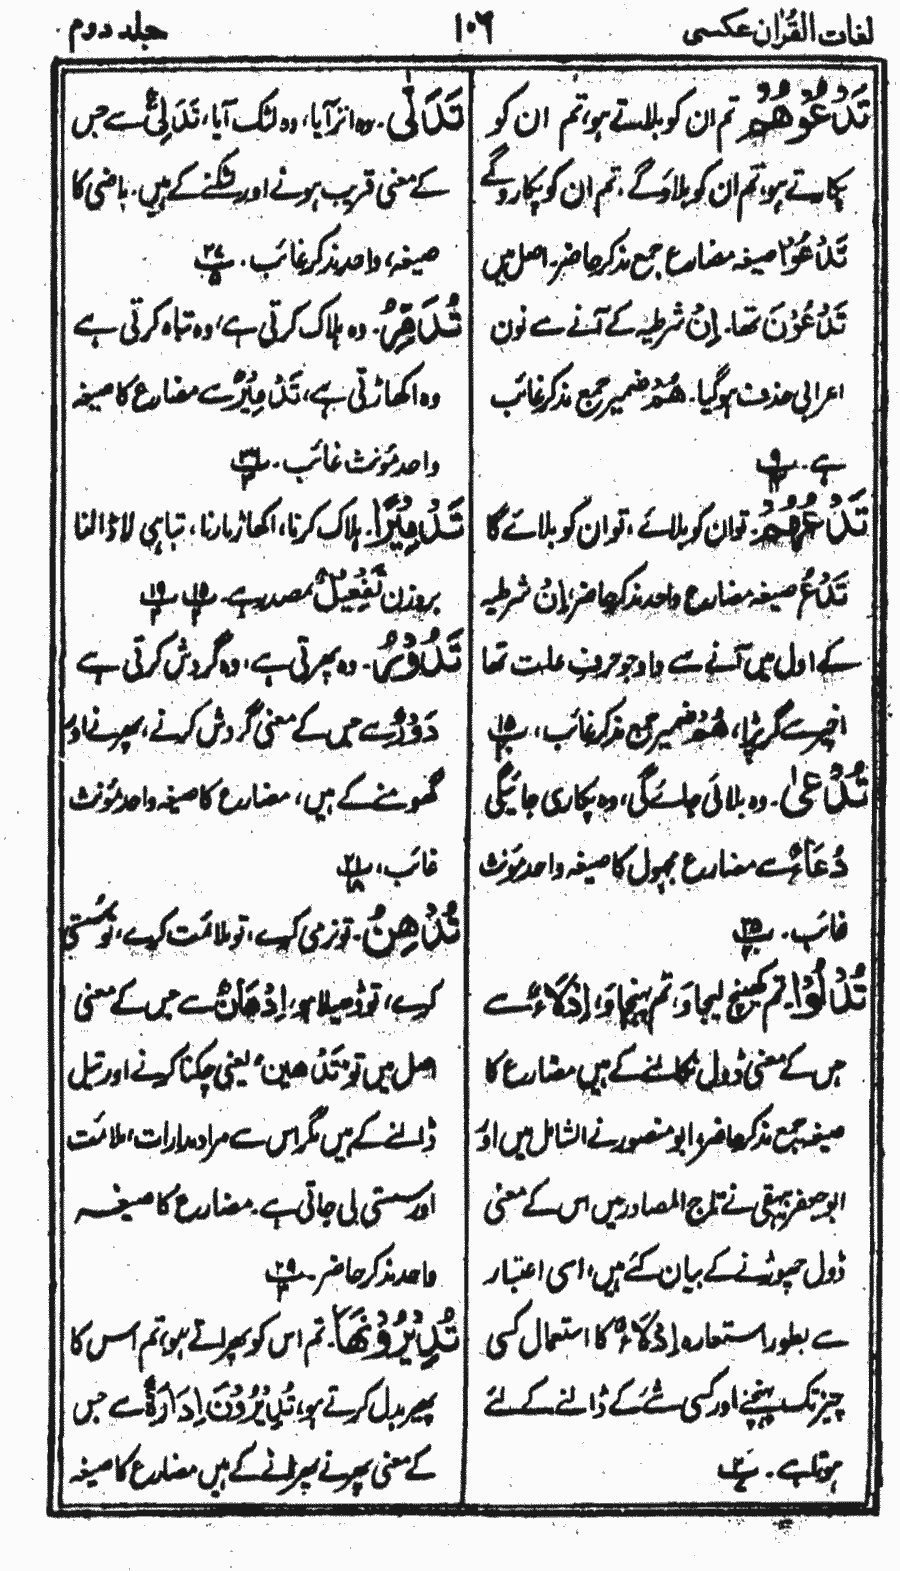 لغات القرآن عکسی
۱۰۶
جلد دوم
تَدْعُوهُمْ تم ان کو بلاتے ہو، تم ان کو
پکارتے ہو، تم ان کو بلاؤ گے، تم ان کو پکارو گے
تَدْعُوْا صیغہ مضارع جمع مذکر حاضر۔ اصل میں
تَدْعُوْنَ تھا۔ اِنْ شرطیہ کے آنے سے نون
اعرابی حذف ہو گیا۔ هُمْ ضمیر جمع مذکر غائب
ہے۔
تَدْعُهُمْ۔ تو ان کو بلائے، تو ان کو بلائے گا
تَدْعُ صیغہ مضارع واحد مذکر حاضر، اِنْ شرطیہ
کے اول میں آنے سے واو جو حرف علت تھا
اخیر سے گر پڑا، هُمْ ضمیر جمع مذکر غائب،
تُدْعٰی۔ وہ بلائی جائے گی، وہ پکاری جائیگی
دُعَاءٌ سے مضارع مجہول کا صیغہ واحد مؤنث
غائب۔
تُدْلُوْا۔ تم کھینچ لیجاؤ، تم پہنچاؤ، اِدْلَاءٌ سے
جس کے معنی ڈول نکالنے کے ہیں مضارع کا
صیغہ جمع مذکر حاضر، ابو منصور نے الشامل میں اور
ابو جعفر بیہقی نے تاج المصادر میں اس کے معنی
ڈول چھوڑنے کے بیان کئے ہیں، اسی اعتبار
سے بطور استعارہ اِدْلَاءٌ کا استعمال کسی
چیز تک پہنچنے اور کسی شے کے ڈالنے کے لئے
ہوتا ہے۔
تَدَلّٰی۔ وہ اتر آیا، وہ لٹک آیا، تَدَلِّیٌ سے جس
کے معنی قریب ہونے اور لٹکنے کے ہیں۔ ماضی کا
صیغہ، واحد مذکر غائب۔ ۲۷/۵
تُدَمِّرُ۔ وہ ہلاک کرتی ہے، وہ تباہ کرتی ہے
وہ اکھاڑتی ہے، تَدْمِیْرٌ سے مضارع کا صیغہ
واحد مؤنث غائب۔
تَدْمِیْرًا۔ ہلاک کرنا، اکھاڑ مارنا، تباہی لا ڈالنا
بروزن تَفْعِیْلٌ مصدر ہے۔
تَدُوْرُ۔ وہ پھرتی ہے، وہ گردش کرتی ہے
دَوْرٌ سے جس کے معنی گردش کرنے، پھرنے اور
گھومنے کے ہیں، مضارع کا صیغہ واحد مؤنث
غائب، ۲۱/۱۸
تُدْهِنُ۔ تو نرمی کرے، تو ملائمت کرے، تو سستی
کرے، تو ڈھیلا ہو، اِدْهَانٌ سے جس کے معنی
اصل میں تو تَدْهِین یعنی چکنا کرنے اور تیل
ڈالنے کے ہیں مگر اس سے مراد مدارات، ملائمت
اور سستی لی جاتی ہے۔ مضارع کا صیغہ
واحد مذکر حاضر۔ ۲۹/۳
تُدِیْرُوْنَهَا۔ تم اس کو پھراتے ہو، تم اس کا
پھیر بدل کرتے ہو، تُدِیْرُوْنَ اِدَارَةٌ سے جس
کے معنی پھرنے پھرانے کے ہیں مضارع کا صیغہ